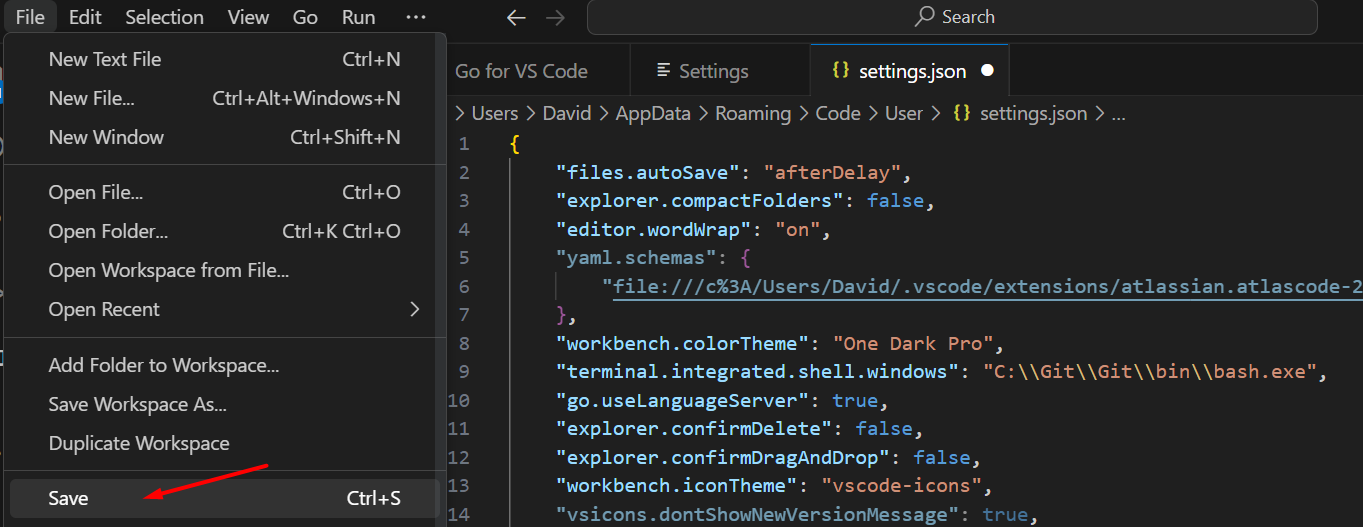 File Edit Selection View Go Run ···
Search
New Text File Ctrl+N
New File... Ctrl+Alt+Windows+N
New Window Ctrl+Shift+N
Open File... Ctrl+O
Open Folder... Ctrl+K Ctrl+O
Open Workspace from File...
Open Recent
Add Folder to Workspace...
Save Workspace As...
Duplicate Workspace
Save Ctrl+S
Go for VS Code Settings {} settings.json
> Users > David > AppData > Roaming > Code > User > {} settings.json > ...
1 {
2 "files.autoSave": "afterDelay",
3 "explorer.compactFolders": false,
4 "editor.wordWrap": "on",
5 "yaml.schemas": {
6 "file:///c%3A/Users/David/.vscode/extensions/atlassian.atlascode-2
7 },
8 "workbench.colorTheme": "One Dark Pro",
9 "terminal.integrated.shell.windows": "C:\\Git\\Git\\bin\\bash.exe",
10 "go.useLanguageServer": true,
11 "explorer.confirmDelete": false,
12 "explorer.confirmDragAndDrop": false,
13 "workbench.iconTheme": "vscode-icons",
14 "vsicons.dontShowNewVersionMessage": true,